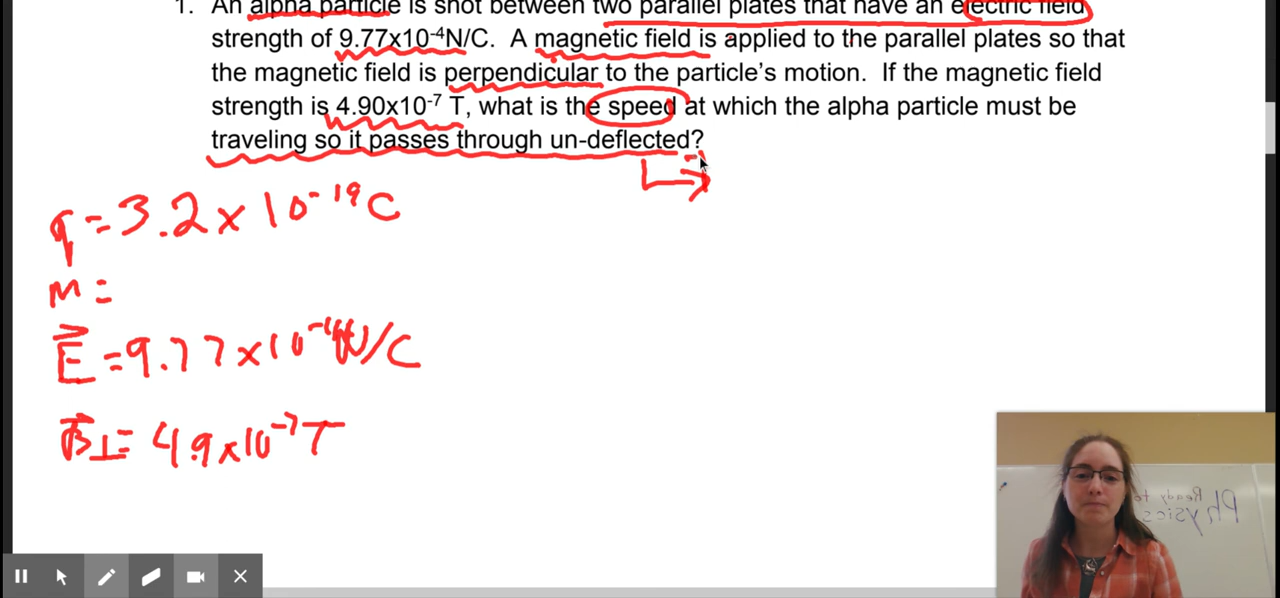 1. An alpha particle is shot between two parallel plates that have an electric field
strength of 9.77x10⁻⁴N/C. A magnetic field is applied to the parallel plates so that
the magnetic field is perpendicular to the particle's motion. If the magnetic field
strength is 4.90x10⁻⁷ T, what is the speed at which the alpha particle must be
traveling so it passes through un-deflected?
q = 3.2 x 10⁻¹⁹ C
m =
E = 9.77 x 10⁻⁴ N/C
B⊥ = 4.9 x 10⁻⁷ T
Ready to
Physics